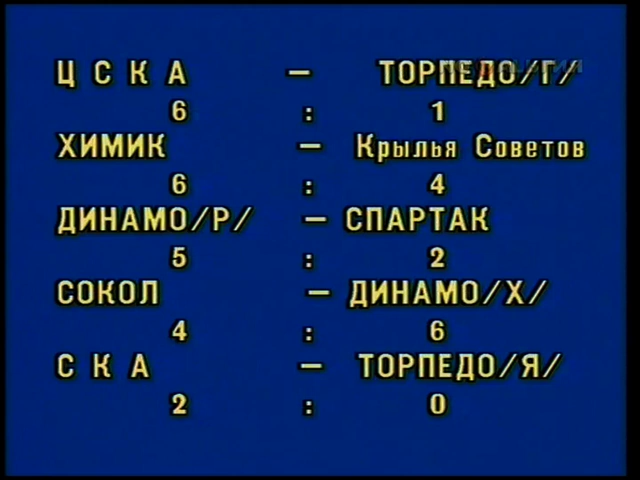 Ц С К А – ТОРПЕДО/Г/
6 : 1
ХИМИК – Крылья Советов
6 : 4
ДИНАМО/Р/ – СПАРТАК
5 : 2
СОКОЛ – ДИНАМО/Х/
4 : 6
С К А – ТОРПЕДО/Я/
2 : 0